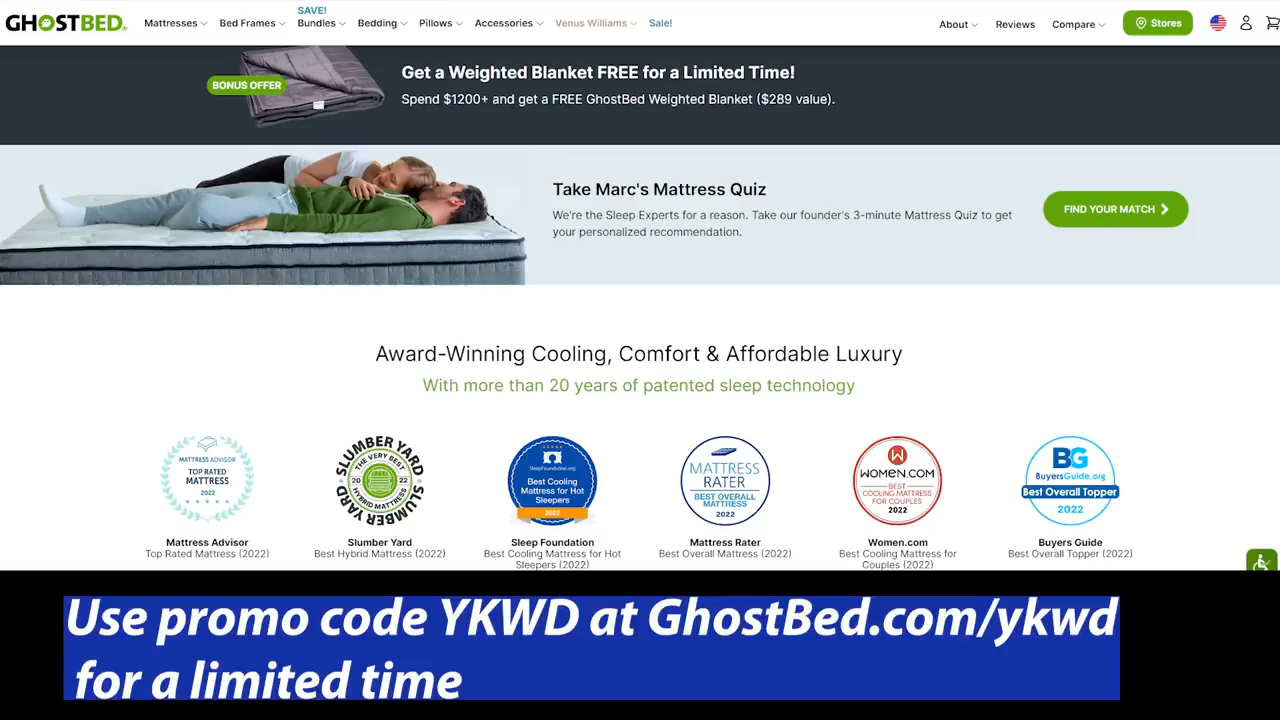 GHOSTBED
SAVE!
Mattresses Bed Frames Bundles Bedding Pillows Accessories Venus Williams Sale! About Reviews Compare Stores
BONUS OFFER
Get a Weighted Blanket FREE for a Limited Time!
Spend $1200+ and get a FREE GhostBed Weighted Blanket ($289 value).
Take Marc's Mattress Quiz
We're the Sleep Experts for a reason. Take our founder's 3-minute Mattress Quiz to get
your personalized recommendation.
FIND YOUR MATCH
Award-Winning Cooling, Comfort & Affordable Luxury
With more than 20 years of patented sleep technology
MATTRESS ADVISOR
TOP RATED
MATTRESS
2022
SLUMBER YARD
THE VERY BEST
20 22
HYBRID MATTRESS
SLUMBER YARD
SleepFoundation.org
Best Cooling
Mattress for Hot
Sleepers
2022
MATTRESS
RATER
BEST OVERALL
MATTRESS
2022
W
WOMEN.COM
BEST
COOLING MATTRESS
FOR COUPLES
2022
BG
BuyersGuide.org
Best Overall Topper
2022
Mattress Advisor
Top Rated Mattress (2022)
Slumber Yard
Best Hybrid Mattress (2022)
Sleep Foundation
Best Cooling Mattress for Hot
Sleepers (2022)
Mattress Rater
Best Overall Mattress (2022)
Women.com
Best Cooling Mattress for
Couples (2022)
Buyers Guide
Best Overall Topper (2022)
Use promo code YKWD at GhostBed.com/ykwd
for a limited time